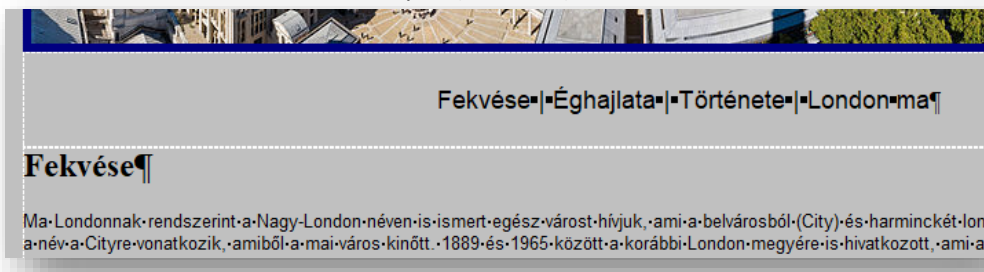 Fekvése | Éghajlata | Története | London ma¶
Fekvése¶
Ma Londonnak rendszerint a Nagy-London néven is ismert egész várost hívjuk, ami a belvárosból (City) és harminckét lon
a név a Cityre vonatkozik, amiből a mai város kinőtt. 1889 és 1965 között a korábbi London megyére is hivatkozott, ami a